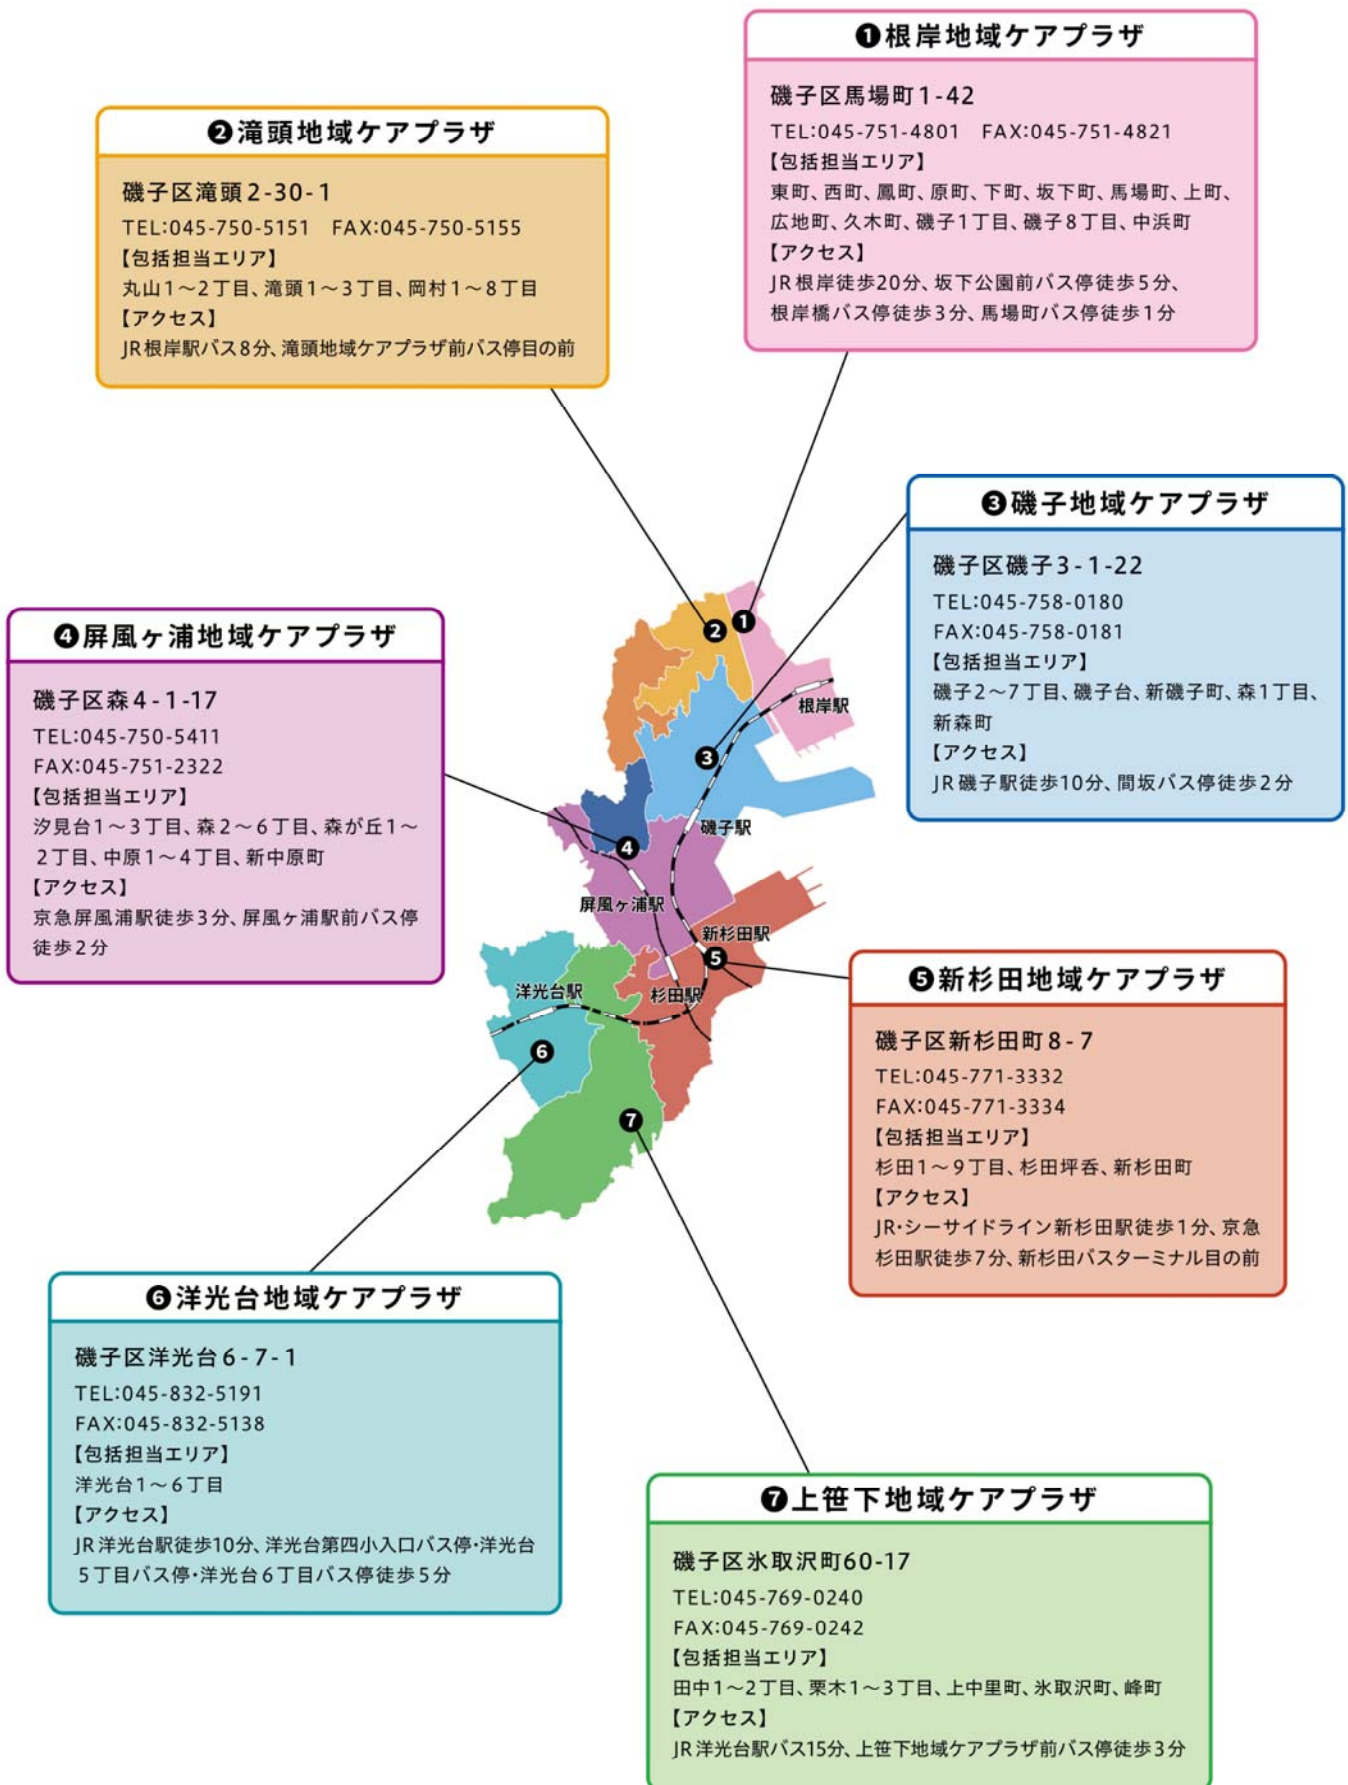 ❶根岸地域ケアプラザ
磯子区馬場町1-42
TEL:045-751-4801　FAX:045-751-4821
【包括担当エリア】
東町、西町、鳳町、原町、下町、坂下町、馬場町、上町、
広地町、久木町、磯子1丁目、磯子8丁目、中浜町
【アクセス】
JR根岸徒歩20分、坂下公園前バス停徒歩5分、
根岸橋バス停徒歩3分、馬場町バス停徒歩1分
❷滝頭地域ケアプラザ
磯子区滝頭2-30-1
TEL:045-750-5151　FAX:045-750-5155
【包括担当エリア】
丸山1～2丁目、滝頭1～3丁目、岡村1～8丁目
【アクセス】
JR根岸駅バス8分、滝頭地域ケアプラザ前バス停目の前
❸磯子地域ケアプラザ
磯子区磯子3-1-22
TEL:045-758-0180
FAX:045-758-0181
【包括担当エリア】
磯子2～7丁目、磯子台、新磯子町、森1丁目、
新森町
【アクセス】
JR磯子駅徒歩10分、間坂バス停徒歩2分
❹屏風ヶ浦地域ケアプラザ
磯子区森4-1-17
TEL:045-750-5411
FAX:045-751-2322
【包括担当エリア】
汐見台1～3丁目、森2～6丁目、森が丘1～
2丁目、中原1～4丁目、新中原町
【アクセス】
京急屏風浦駅徒歩3分、屏風ヶ浦駅前バス停
徒歩2分
❶
❷
根岸駅
❸
磯子駅
❹
屏風ヶ浦駅
新杉田駅
❺
洋光台駅
杉田駅
❻
❼
❺新杉田地域ケアプラザ
磯子区新杉田町8-7
TEL:045-771-3332
FAX:045-771-3334
【包括担当エリア】
杉田1～9丁目、杉田坪呑、新杉田町
【アクセス】
JR・シーサイドライン新杉田駅徒歩1分、京急
杉田駅徒歩7分、新杉田バスターミナル目の前
❻洋光台地域ケアプラザ
磯子区洋光台6-7-1
TEL:045-832-5191
FAX:045-832-5138
【包括担当エリア】
洋光台1～6丁目
【アクセス】
JR洋光台駅徒歩10分、洋光台第四小入口バス停・洋光台
5丁目バス停・洋光台6丁目バス停徒歩5分
❼上笹下地域ケアプラザ
磯子区氷取沢町60-17
TEL:045-769-0240
FAX:045-769-0242
【包括担当エリア】
田中1～2丁目、栗木1～3丁目、上中里町、氷取沢町、峰町
【アクセス】
JR洋光台駅バス15分、上笹下地域ケアプラザ前バス停徒歩3分